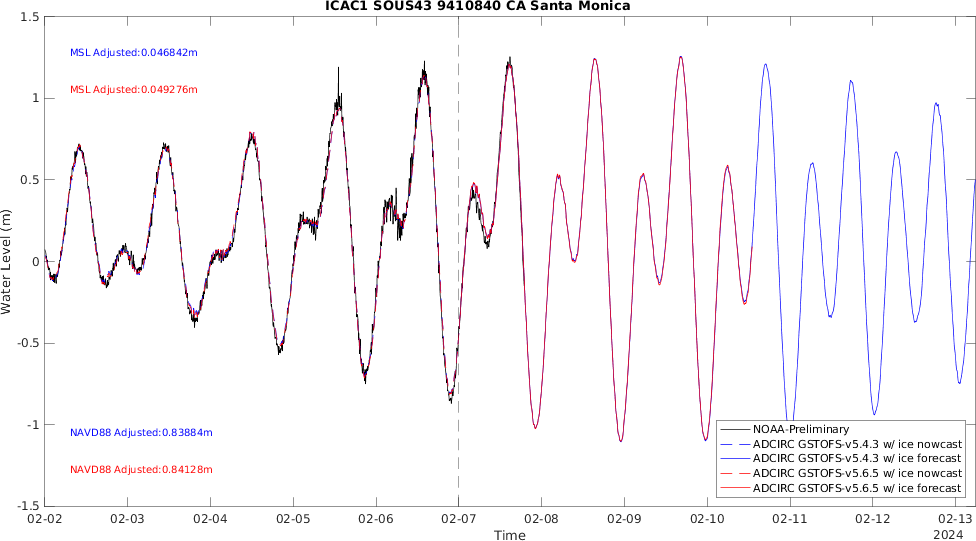 ICAC1 SOUS43 9410840 CA Santa Monica
1.5
MSL Adjusted:0.046842m
MSL Adjusted:0.049276m
1
0.5
0
Water Level (m)
-0.5
-1
NAVD88 Adjusted:0.83884m
NAVD88 Adjusted:0.84128m
NOAA-Preliminary
ADCIRC GSTOFS-v5.4.3 w/ ice nowcast
ADCIRC GSTOFS-v5.4.3 w/ ice forecast
ADCIRC GSTOFS-v5.6.5 w/ ice nowcast
ADCIRC GSTOFS-v5.6.5 w/ ice forecast
-1.5
02-02 02-03 02-04 02-05 02-06 02-07 02-08 02-09 02-10 02-11 02-12 02-13
Time
2024